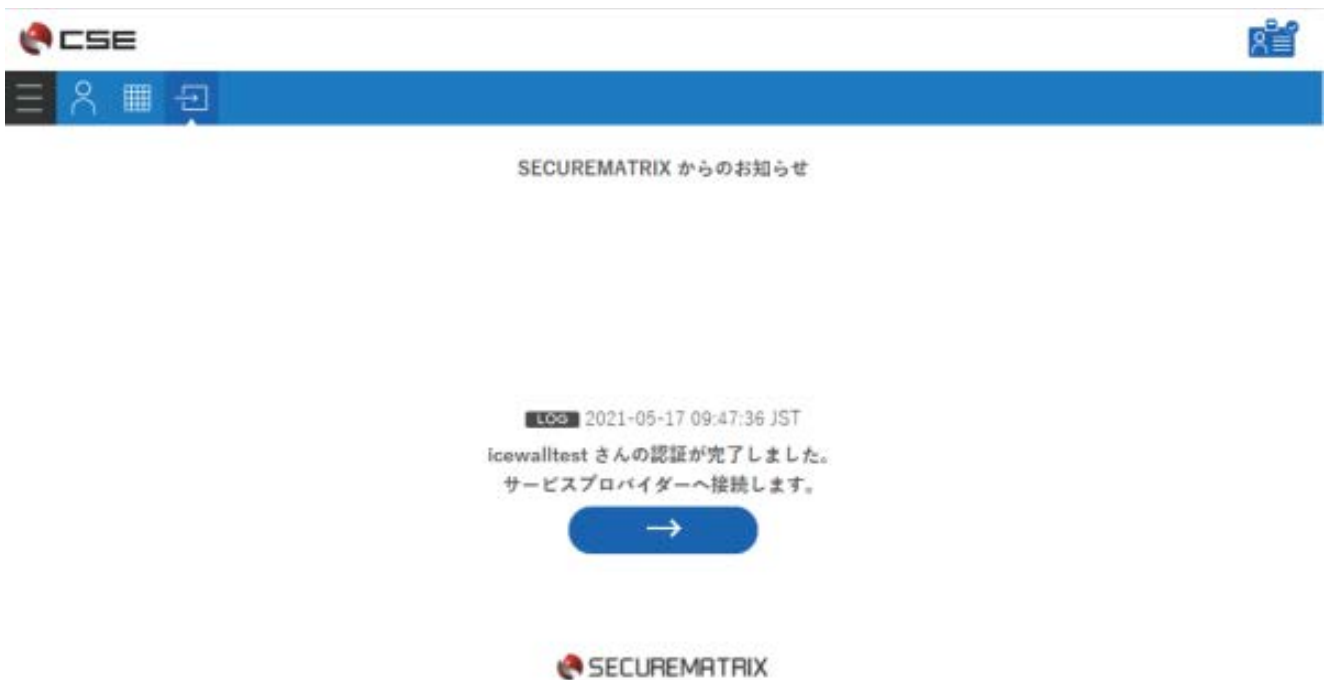 CSE
SECUREMATRIX からのお知らせ
LOG 2021-05-17 09:47:36 JST
icewalltest さんの認証が完了しました。
サービスプロバイダーへ接続します。
→
SECUREMATRIX